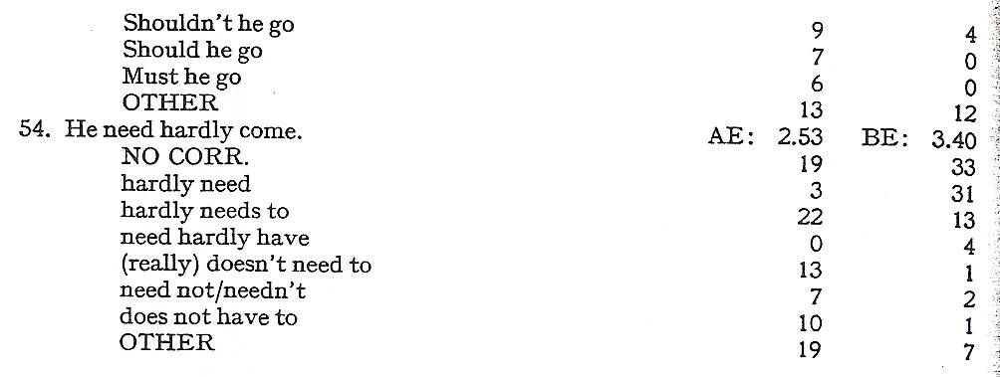 Shouldn't he go 9 4
Should he go 7 0
Must he go 6 0
OTHER 13 12
54. He need hardly come. AE: 2.53 BE: 3.40
NO CORR. 19 33
hardly need 3 31
hardly needs to 22 13
need hardly have 0 4
(really) doesn't need to 13 1
need not/needn't 7 2
does not have to 10 1
OTHER 19 7